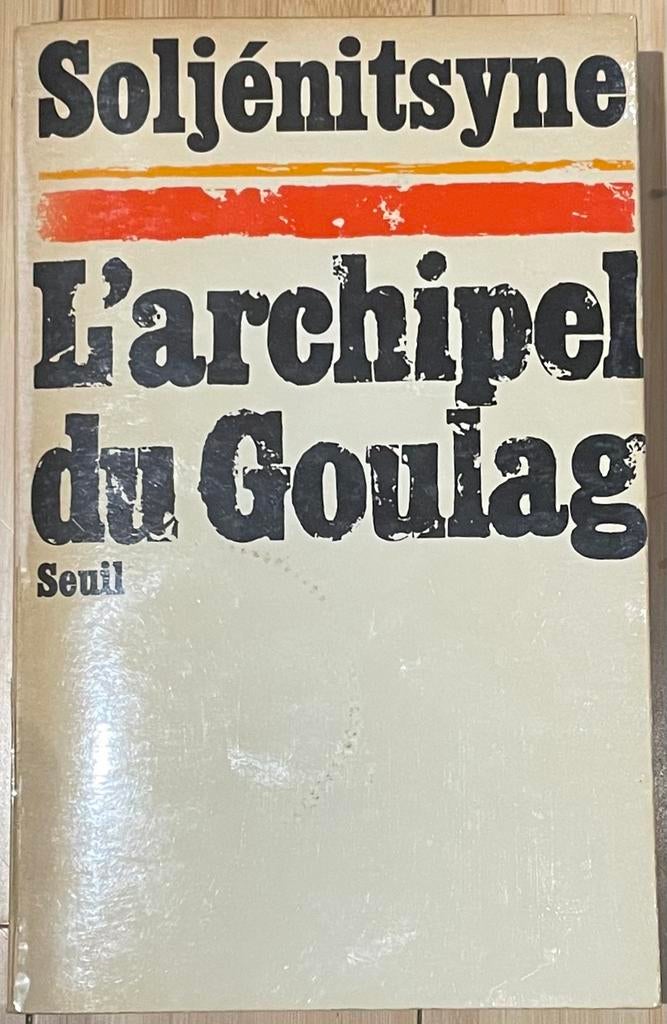 Soljénitsyne
L'archipel
du Goulag
Seuil